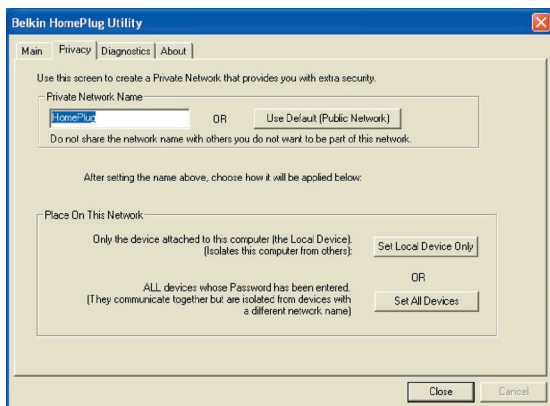 Belkin HomePlug Utility
Main Privacy Diagnostics About
Use this screen to create a Private Network that provides you with extra security.
Private Network Name
HomePlug OR Use Default (Public Network)
Do not share the network name with others you do not want to be part of this network.
After setting the name above, choose how it will be applied below:
Place On This Network
Only the device attached to this computer (the Local Device).
(Isolates this computer from others):
Set Local Device Only
OR
ALL devices whose Password has been entered.
(They communicate together but are isolated from devices with
a different network name)
Set All Devices
Close Cancel